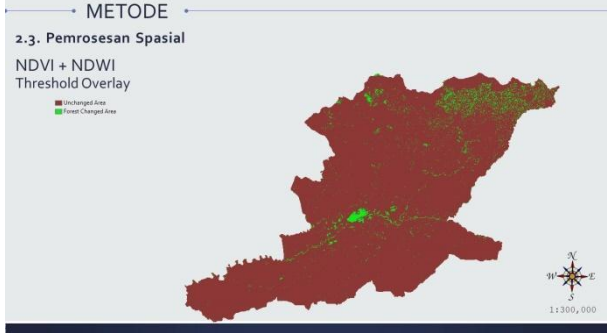 METODE
2.3. Pemrosesan Spasial
NDVI + NDWI
Threshold Overlay
Unchanged Area
Forest Changed Area
N
W
E
S
1:300,000